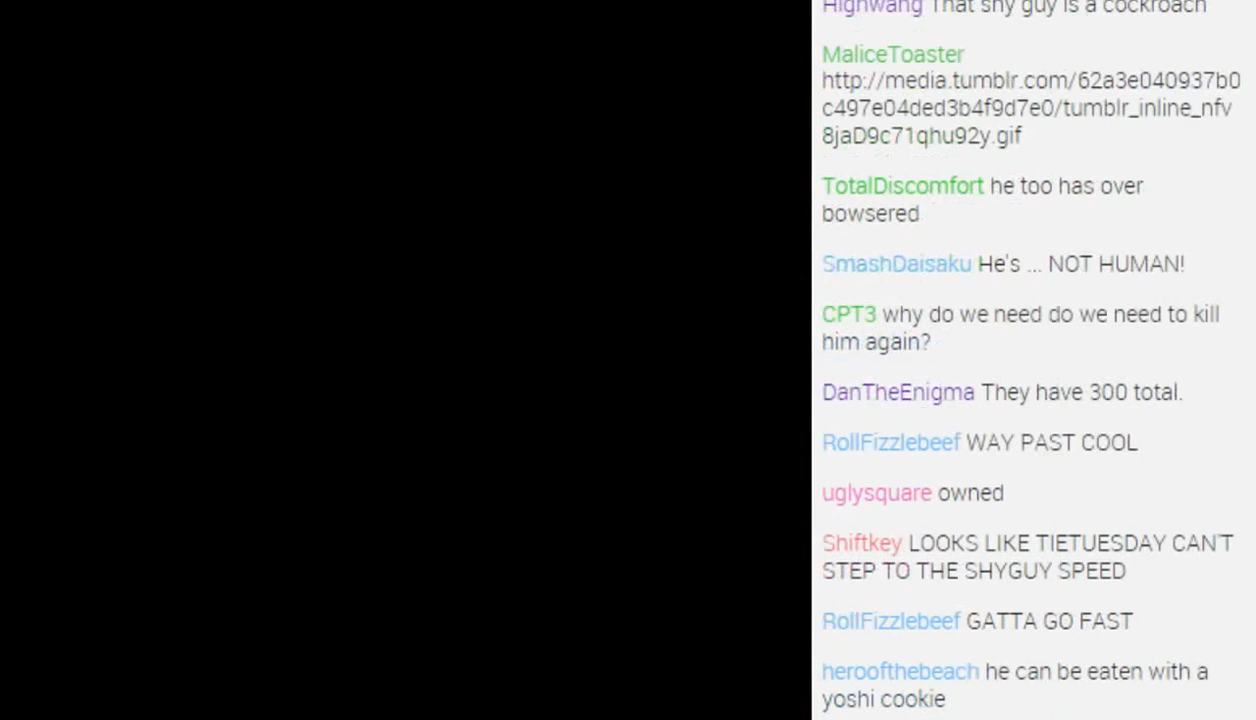 Highwang That shy guy is a cockroach
MaliceToaster
http://media.tumblr.com/62a3e040937b0
c497e04ded3b4f9d7e0/tumblr_inline_nfv
8jaD9c71qhu92y.gif
TotalDiscomfort he too has over
bowsered
SmashDaisaku He's ... NOT HUMAN!
CPT3 why do we need do we need to kill
him again?
DanTheEnigma They have 300 total.
RollFizzlebeef WAY PAST COOL
uglysquare owned
Shiftkey LOOKS LIKE TIETUESDAY CAN'T
STEP TO THE SHYGUY SPEED
RollFizzlebeef GATTA GO FAST
heroofthebeach he can be eaten with a
yoshi cookie